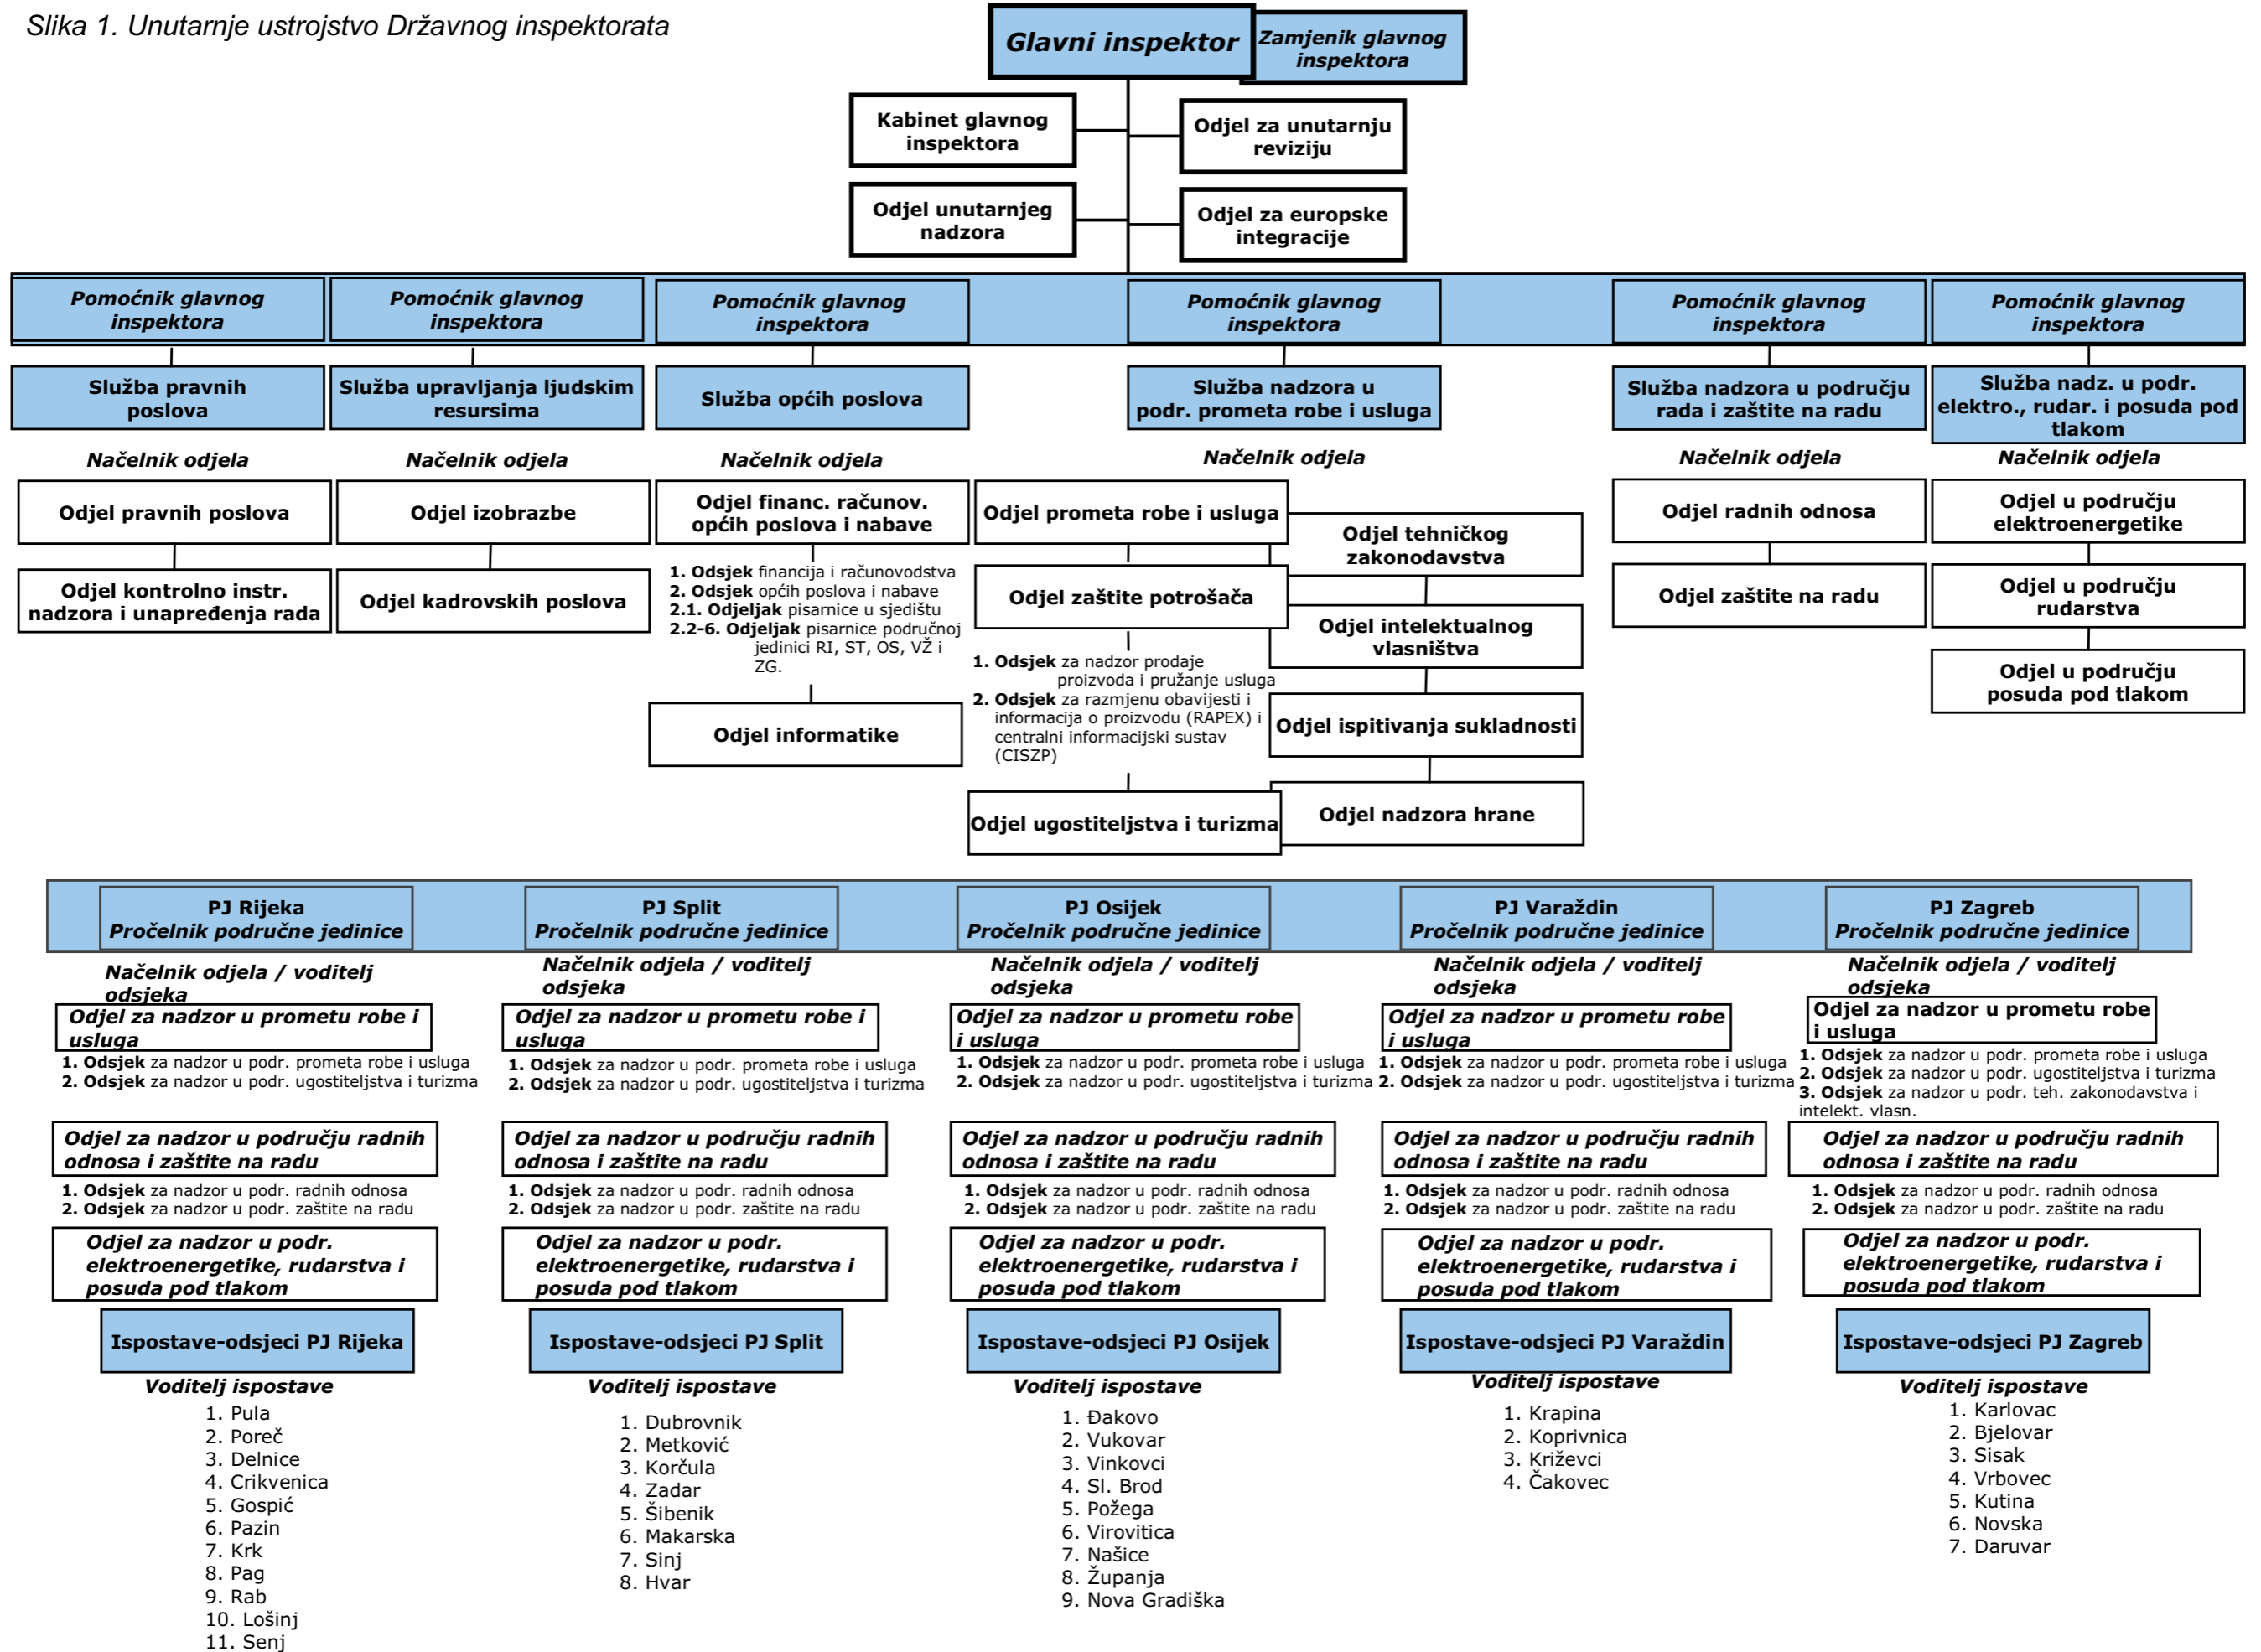 Slika 1. Unutarnje ustrojstvo Državnog inspektorata
Glavni inspektor
Zamjenik glavnog
inspektora
Kabinet glavnog
inspektora
Odjel za unutarnju
reviziju
Odjel unutarnjeg
nadzora
Odjel za europske
integracije
Pomoćnik glavnog
inspektora
Pomoćnik glavnog
inspektora
Pomoćnik glavnog
inspektora
Pomoćnik glavnog
inspektora
Pomoćnik glavnog
inspektora
Pomoćnik glavnog
inspektora
Služba pravnih
poslova
Služba upravljanja ljudskim
resursima
Služba općih poslova
Služba nadzora u
podr. prometa robe i usluga
Služba nadzora u području
rada i zaštite na radu
Služba nadz. u podr.
elektro., rudar. i posuda pod
tlakom
Načelnik odjela
Načelnik odjela
Načelnik odjela
Načelnik odjela
Načelnik odjela
Načelnik odjela
Odjel pravnih poslova
Odjel kontrolno instr.
nadzora i unapređenja rada
Odjel izobrazbe
Odjel kadrovskih poslova
Odjel financ. računov.
općih poslova i nabave
1. Odsjek financija i računovodstva
2. Odsjek općih poslova i nabave
2.1. Odjeljak pisarnice u sjedištu
2.2-6. Odjeljak pisarnice područnoj
jedinici RI, ST, OS, VŽ i
ZG.
Odjel informatike
Odjel prometa robe i usluga
Odjel zaštite potrošača
1. Odsjek za nadzor prodaje
proizvoda i pružanje usluga
2. Odsjek za razmjenu obavijesti i
informacija o proizvodu (RAPEX) i
centralni informacijski sustav
(CISZP)
Odjel ugostiteljstva i turizma
Odjel tehničkog
zakonodavstva
Odjel intelektualnog
vlasništva
Odjel ispitivanja sukladnosti
Odjel nadzora hrane
Odjel radnih odnosa
Odjel zaštite na radu
Odjel u području
elektroenergetike
Odjel u području
rudarstva
Odjel u području
posuda pod tlakom
PJ Rijeka
Pročelnik područne jedinice
PJ Split
Pročelnik područne jedinice
PJ Osijek
Pročelnik područne jedinice
PJ Varaždin
Pročelnik područne jedinice
PJ Zagreb
Pročelnik područne jedinice
Načelnik odjela / voditelj
odsjeka
Odjel za nadzor u prometu robe i
usluga
1. Odsjek za nadzor u podr. prometa robe i usluga
2. Odsjek za nadzor u podr. ugostiteljstva i turizma
Odjel za nadzor u području radnih
odnosa i zaštite na radu
1. Odsjek za nadzor u podr. radnih odnosa
2. Odsjek za nadzor u podr. zaštite na radu
Odjel za nadzor u podr.
elektroenergetike, rudarstva i
posuda pod tlakom
Ispostave-odsjeci PJ Rijeka
Voditelj ispostave
1. Pula
2. Poreč
3. Delnice
4. Crikvenica
5. Gospić
6. Pazin
7. Krk
8. Pag
9. Rab
10. Lošinj
11. Senj
Načelnik odjela / voditelj
odsjeka
Odjel za nadzor u prometu robe i
usluga
1. Odsjek za nadzor u podr. prometa robe i usluga
2. Odsjek za nadzor u podr. ugostiteljstva i turizma
Odjel za nadzor u području radnih
odnosa i zaštite na radu
1. Odsjek za nadzor u podr. radnih odnosa
2. Odsjek za nadzor u podr. zaštite na radu
Odjel za nadzor u podr.
elektroenergetike, rudarstva i
posuda pod tlakom
Ispostave-odsjeci PJ Split
Voditelj ispostave
1. Dubrovnik
2. Metković
3. Korčula
4. Zadar
5. Šibenik
6. Makarska
7. Sinj
8. Hvar
Načelnik odjela / voditelj
odsjeka
Odjel za nadzor u prometu robe
i usluga
1. Odsjek za nadzor u podr. prometa robe i usluga
2. Odsjek za nadzor u podr. ugostiteljstva i turizma
Odjel za nadzor u području radnih
odnosa i zaštite na radu
1. Odsjek za nadzor u podr. radnih odnosa
2. Odsjek za nadzor u podr. zaštite na radu
Odjel za nadzor u podr.
elektroenergetike, rudarstva i
posuda pod tlakom
Ispostave-odsjeci PJ Osijek
Voditelj ispostave
1. Đakovo
2. Vukovar
3. Vinkovci
4. Sl. Brod
5. Požega
6. Virovitica
7. Našice
8. Županja
9. Nova Gradiška
Načelnik odjela / voditelj
odsjeka
Odjel za nadzor u prometu robe
i usluga
1. Odsjek za nadzor u podr. prometa robe i usluga
2. Odsjek za nadzor u podr. ugostiteljstva i turizma
Odjel za nadzor u području radnih
odnosa i zaštite na radu
1. Odsjek za nadzor u podr. radnih odnosa
2. Odsjek za nadzor u podr. zaštite na radu
Odjel za nadzor u podr.
elektroenergetike, rudarstva i
posuda pod tlakom
Ispostave-odsjeci PJ Varaždin
Voditelj ispostave
1. Krapina
2. Koprivnica
3. Križevci
4. Čakovec
Načelnik odjela / voditelj
odsjeka
Odjel za nadzor u prometu robe
i usluga
1. Odsjek za nadzor u podr. prometa robe i usluga
2. Odsjek za nadzor u podr. ugostiteljstva i turizma
3. Odsjek za nadzor u podr. teh. zakonodavstva i
intelekt. vlasn.
Odjel za nadzor u području radnih
odnosa i zaštite na radu
1. Odsjek za nadzor u podr. radnih odnosa
2. Odsjek za nadzor u podr. zaštite na radu
Odjel za nadzor u podr.
elektroenergetike, rudarstva i
posuda pod tlakom
Ispostave-odsjeci PJ Zagreb
Voditelj ispostave
1. Karlovac
2. Bjelovar
3. Sisak
4. Vrbovec
5. Kutina
6. Novska
7. Daruvar